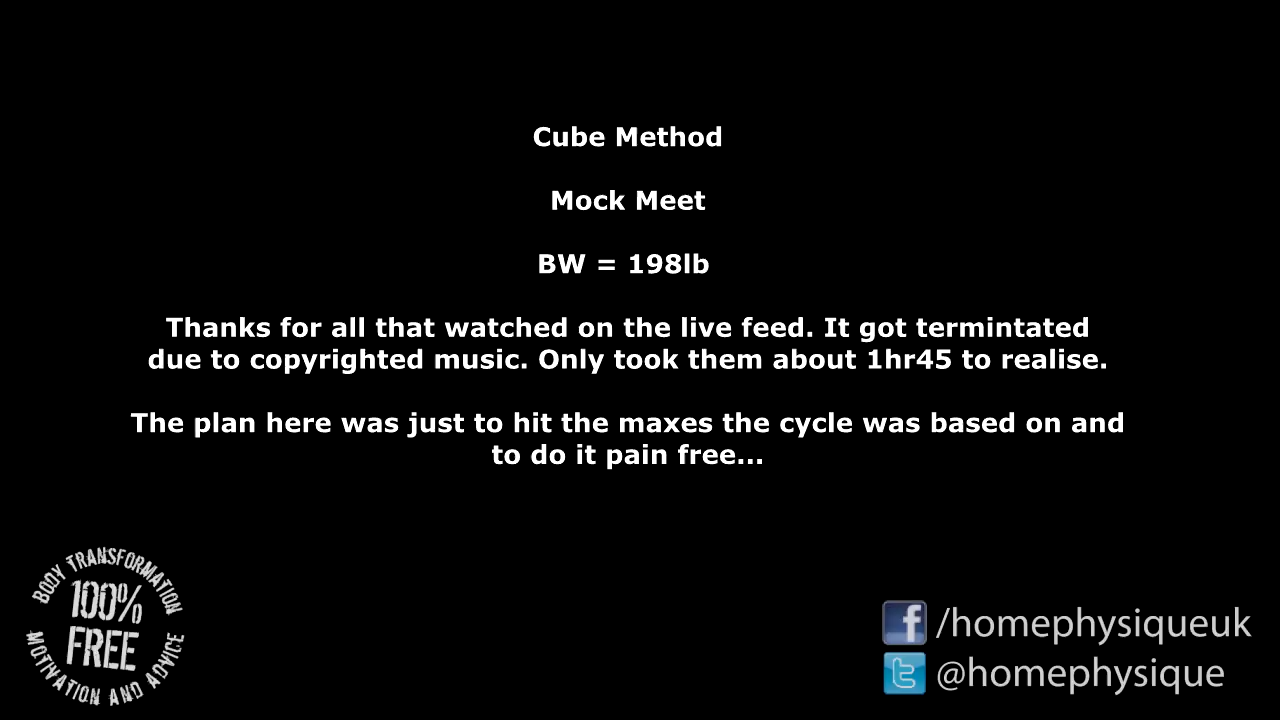 Cube Method
Mock Meet
BW = 198lb
Thanks for all that watched on the live feed. It got termintated
due to copyrighted music. Only took them about 1hr45 to realise.
The plan here was just to hit the maxes the cycle was based on and
to do it pain free...
BODY TRANSFORMATION
100%
FREE
MOTIVATION AND ADVICE
f /homephysiqueuk
t @homephysique